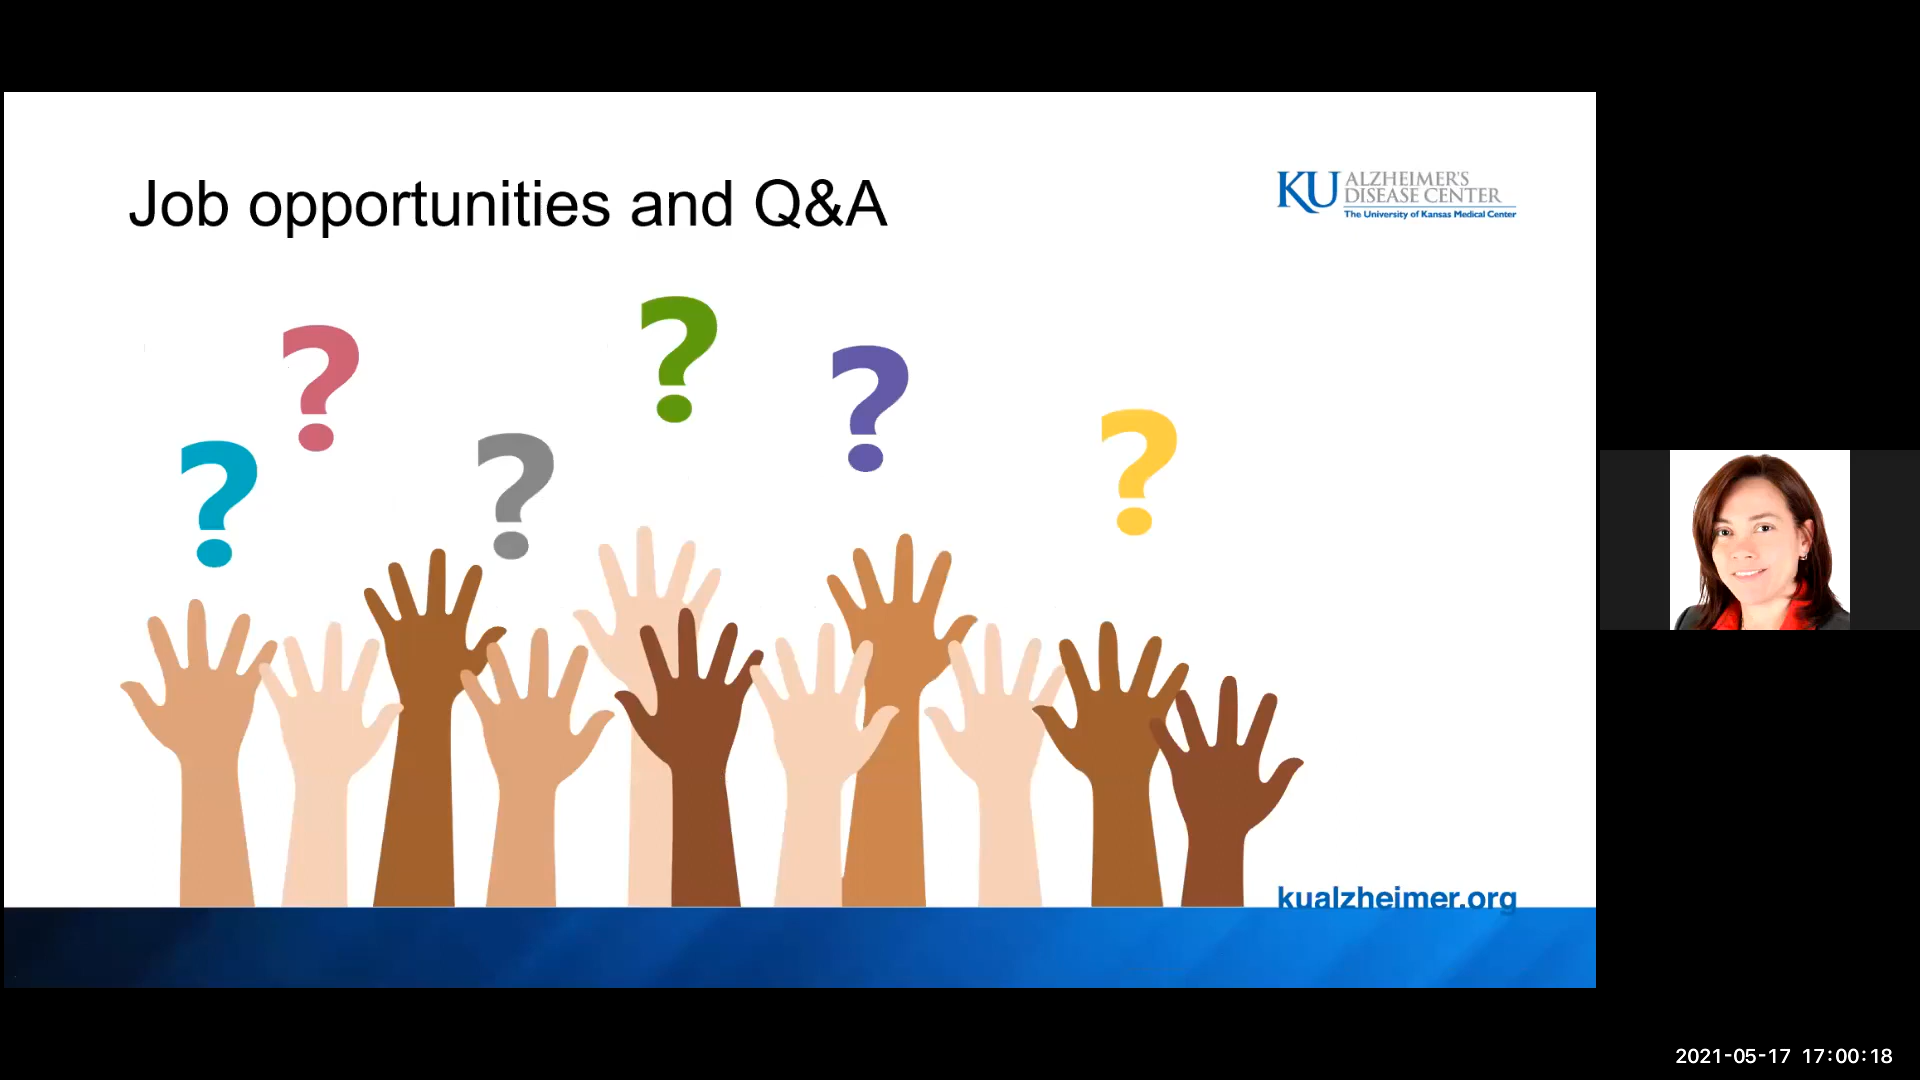 Job opportunities and Q&A
KU ALZHEIMER'S
DISEASE CENTER
The University of Kansas Medical Center
? ? ? ? ? ?
kualzheimer.org
2021-05-17 17:00:18